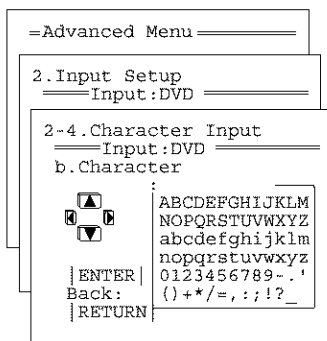 Advanced Menu
2.Input Setup
Input:DVD
2-4.Character Input
Input:DVD
b.Character
:
ABCDEFGHIJKLM
NOPQRSTUVWXYZ
abcdefghijklm
nopqrstuvwxyz
0123456789-.'
()+*/=,:;!?_
ENTER
Back:
RETURN